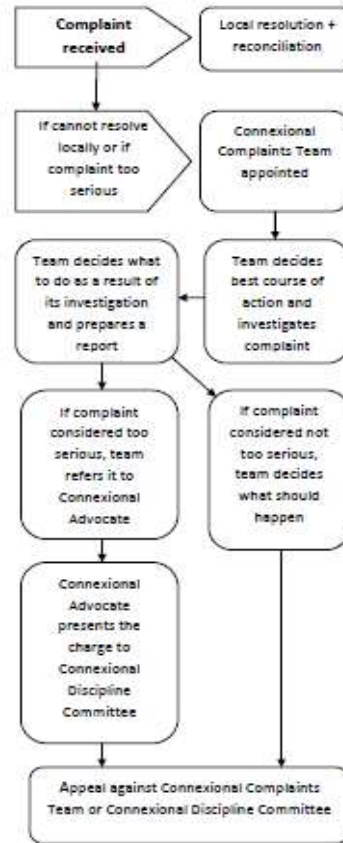 Complaint
received
Local resolution +
reconciliation
If cannot resolve
locally or if
complaint too
serious
Connexional
Complaints Team
appointed
Team decides what
to do as a result of
its investigation
and prepares a
report
Team decides
best course of
action and
investigates
complaint
If complaint
considered too
serious, team
refers it to
Connexional
Advocate
If complaint
considered not
too serious,
team decides
what should
happen
Connexional
Advocate
presents the
charge to
Connexional
Discipline
Committee
Appeal against Connexional Complaints
Team or Connexional Discipline Committee